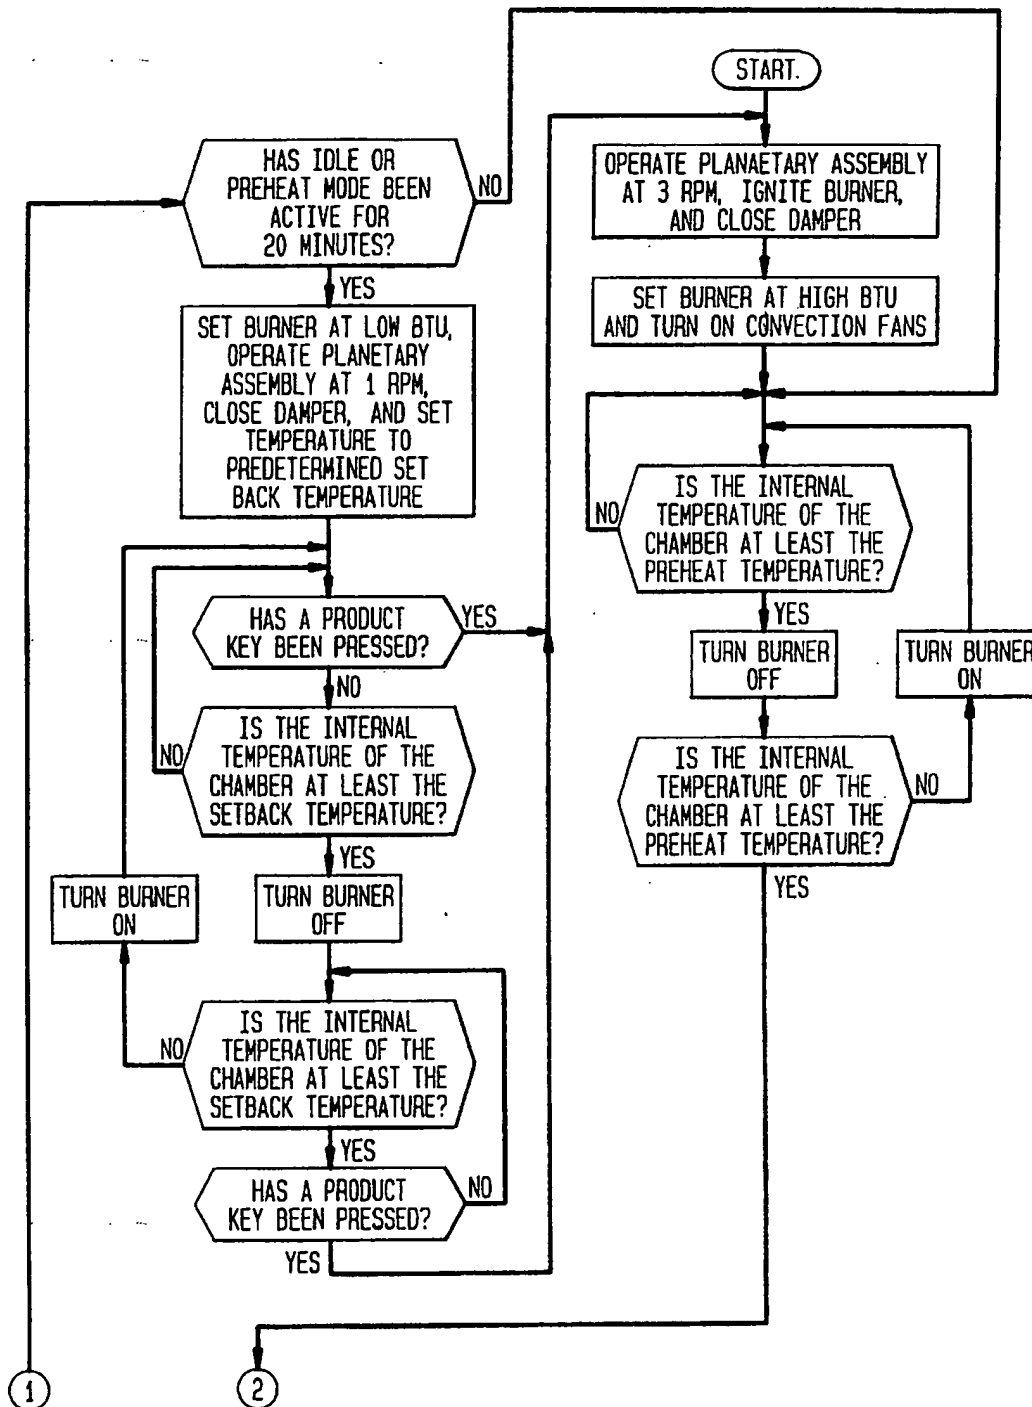 START.
OPERATE PLANAETARY ASSEMBLY
AT 3 RPM, IGNITE BURNER,
AND CLOSE DAMPER
SET BURNER AT HIGH BTU
AND TURN ON CONVECTION FANS
IS THE INTERNAL
TEMPERATURE OF THE
CHAMBER AT LEAST THE
PREHEAT TEMPERATURE?
NO
YES
TURN BURNER
OFF
TURN BURNER
ON
IS THE INTERNAL
TEMPERATURE OF THE
CHAMBER AT LEAST THE
PREHEAT TEMPERATURE?
NO
YES
HAS IDLE OR
PREHEAT MODE BEEN
ACTIVE FOR
20 MINUTES?
NO
YES
SET BURNER AT LOW BTU,
OPERATE PLANETARY
ASSEMBLY AT 1 RPM,
CLOSE DAMPER, AND SET
TEMPERATURE TO
PREDETERMINED SET
BACK TEMPERATURE
HAS A PRODUCT
KEY BEEN PRESSED?
YES
NO
IS THE INTERNAL
TEMPERATURE OF THE
CHAMBER AT LEAST THE
SETBACK TEMPERATURE?
NO
YES
TURN BURNER
ON
TURN BURNER
OFF
IS THE INTERNAL
TEMPERATURE OF THE
CHAMBER AT LEAST THE
SETBACK TEMPERATURE?
NO
YES
HAS A PRODUCT
KEY BEEN PRESSED?
NO
YES
1
2